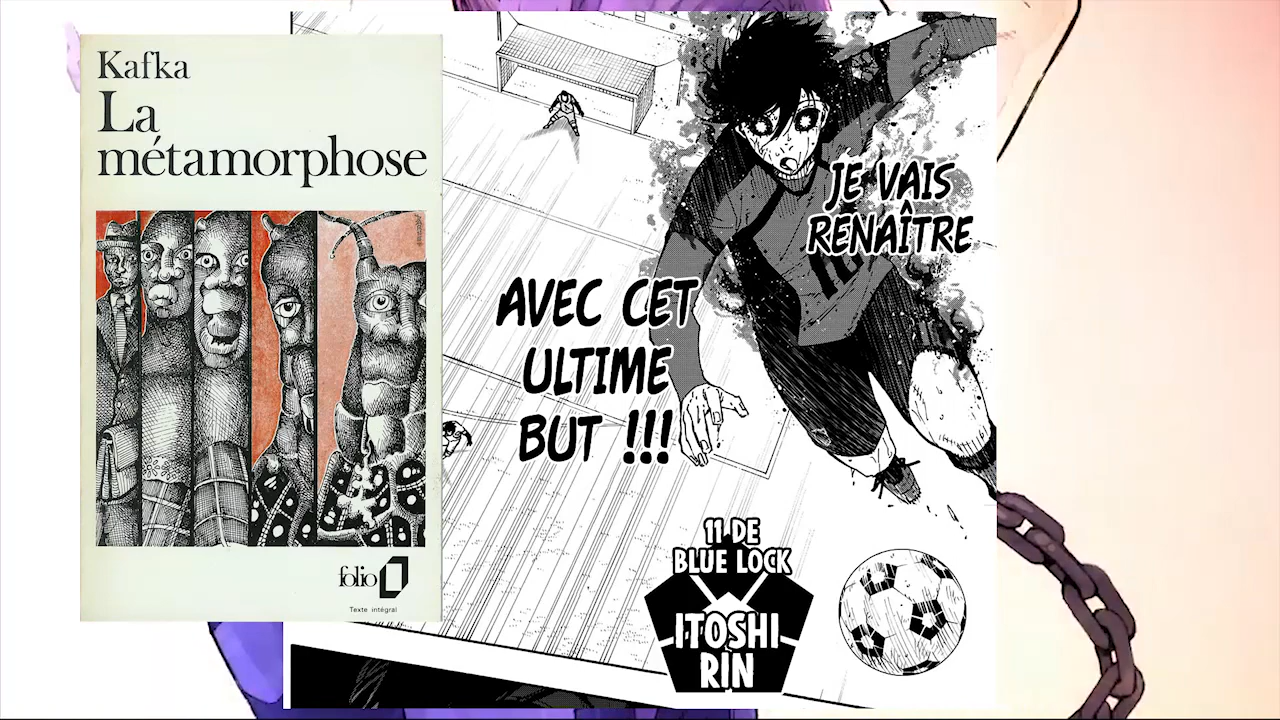 Kafka
La
métamorphose
folio
Texte intégral
JE VAIS
RENAÎTRE
AVEC CET
ULTIME
BUT !!!
11 DE
BLUE LOCK
ITOSHI
RIN